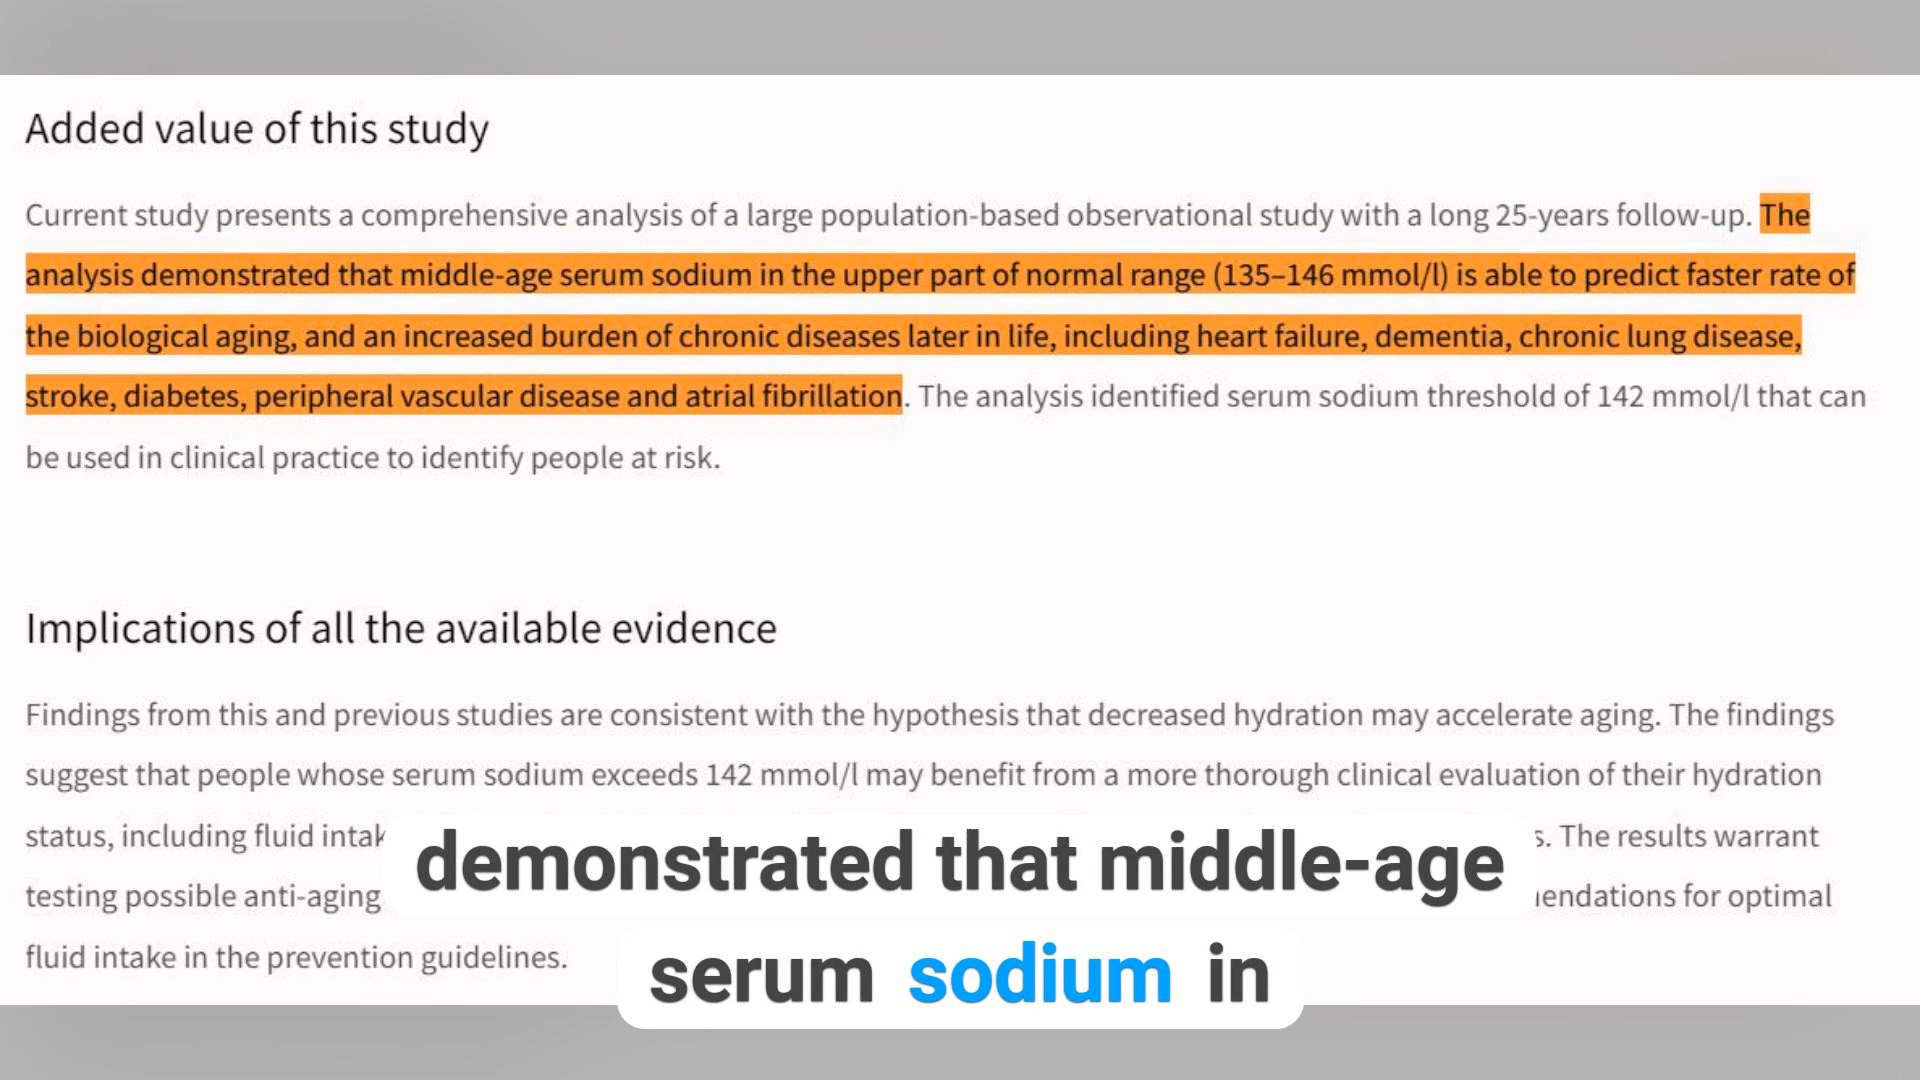 Added value of this study
Current study presents a comprehensive analysis of a large population-based observational study with a long 25-years follow-up. The
analysis demonstrated that middle-age serum sodium in the upper part of normal range (135–146 mmol/l) is able to predict faster rate of
the biological aging, and an increased burden of chronic diseases later in life, including heart failure, dementia, chronic lung disease,
stroke, diabetes, peripheral vascular disease and atrial fibrillation. The analysis identified serum sodium threshold of 142 mmol/l that can
be used in clinical practice to identify people at risk.
Implications of all the available evidence
Findings from this and previous studies are consistent with the hypothesis that decreased hydration may accelerate aging. The findings
suggest that people whose serum sodium exceeds 142 mmol/l may benefit from a more thorough clinical evaluation of their hydration
status, including fluid The results warrant
testing possible anti-aging for optimal
fluid intake in the prevention guidelines.
demonstrated that middle-age
serum sodium in